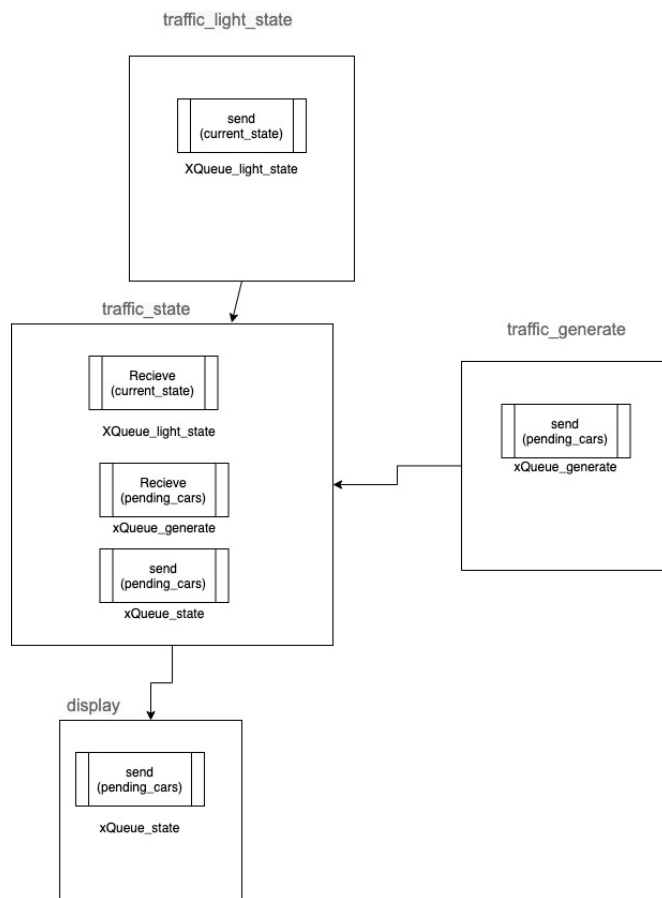 traffic_light_state
send
(current_state)
XQueue_light_state
traffic_state
Recieve
(current_state)
XQueue_light_state
Recieve
(pending_cars)
xQueue_generate
send
(pending_cars)
xQueue_state
traffic_generate
send
(pending_cars)
xQueue_generate
display
send
(pending_cars)
xQueue_state